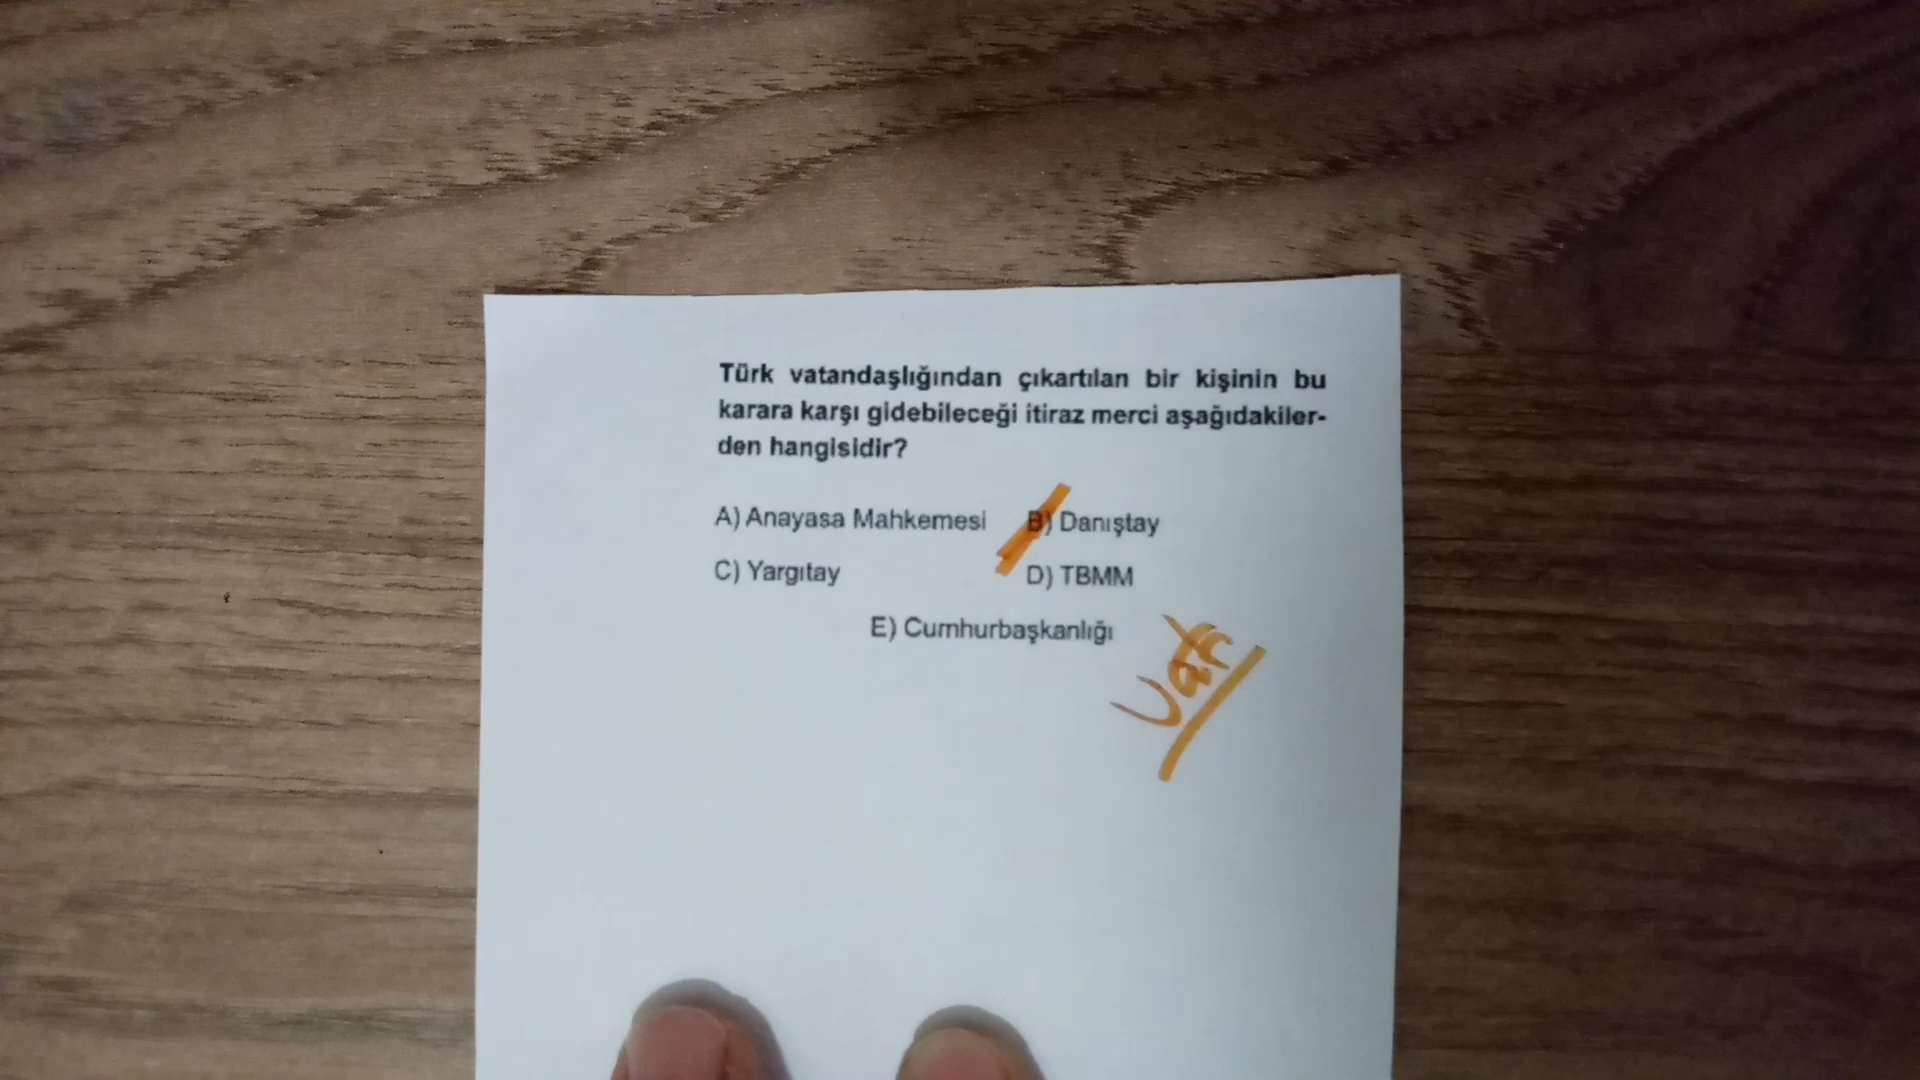 Türk vatandaşlığından çıkartılan bir kişinin bu
karara karşı gidebileceği itiraz merci aşağıdakiler-
den hangisidir?
A) Anayasa Mahkemesi B) Danıştay
C) Yargıtay D) TBMM
E) Cumhurbaşkanlığı